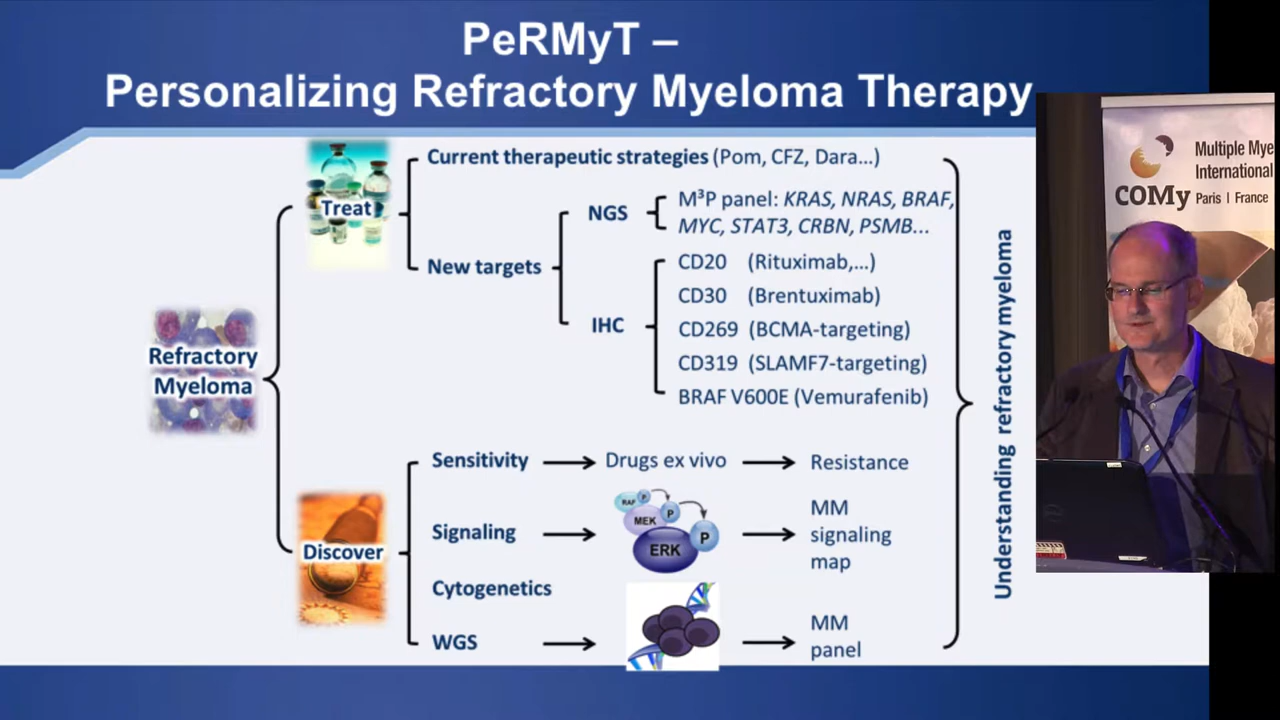 PeRMyT –
Personalizing Refractory Myeloma Therapy
Refractory
Myeloma
Treat
Current therapeutic strategies (Pom, CFZ, Dara...)
New targets
NGS
M³P panel: KRAS, NRAS, BRAF,
MYC, STAT3, CRBN, PSMB...
IHC
CD20 (Rituximab,...)
CD30 (Brentuximab)
CD269 (BCMA-targeting)
CD319 (SLAMF7-targeting)
BRAF V600E (Vemurafenib)
Discover
Sensitivity
Drugs ex vivo
Resistance
Signaling
RAF
P
MEK
P
ERK
P
MM
signaling
map
Cytogenetics
WGS
MM
panel
Understanding refractory myeloma
Multiple Mye
International
COMy
Paris | France